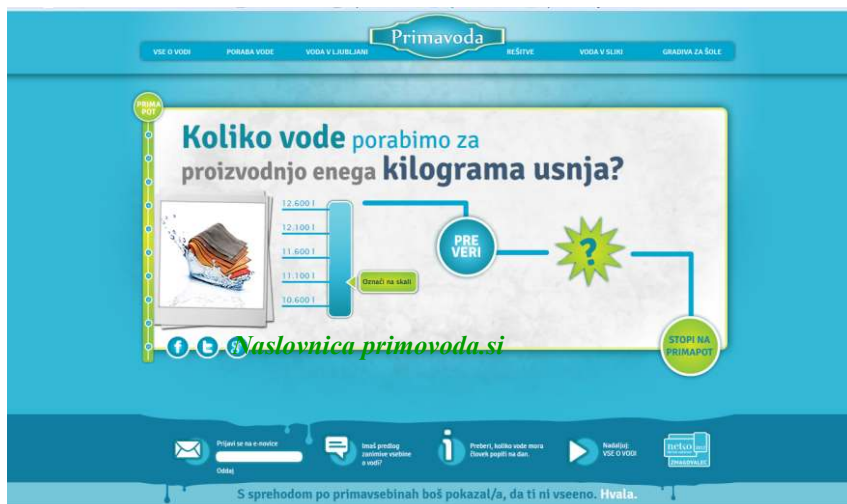 Primavoda
VSE O VODI PORABA VODE VODA V LJUBLJANI REŠITVE VODA V SLIKI GRADIVA ZA ŠOLE
PRIMA
POT
Koliko vode porabimo za
proizvodnjo enega kilograma usnja?
12.600 l
12.100 l
11.600 l
11.100 l
10.600 l
Označi na skali
PRE
VERI
?
STOPI NA
PRIMAPOT
Naslovnica primovoda.si
Prijavi se na e-novice
Oddaj
Imaš predlog
zanimive vsebine
o vodi?
Preberi, koliko vode mora
človek popiti na dan.
Nadaljuj:
VSE O VODI
netko
ZMAGOVALEC
S sprehodom po primavsebinah boš pokazal/a, da ti ni vseeno. Hvala.